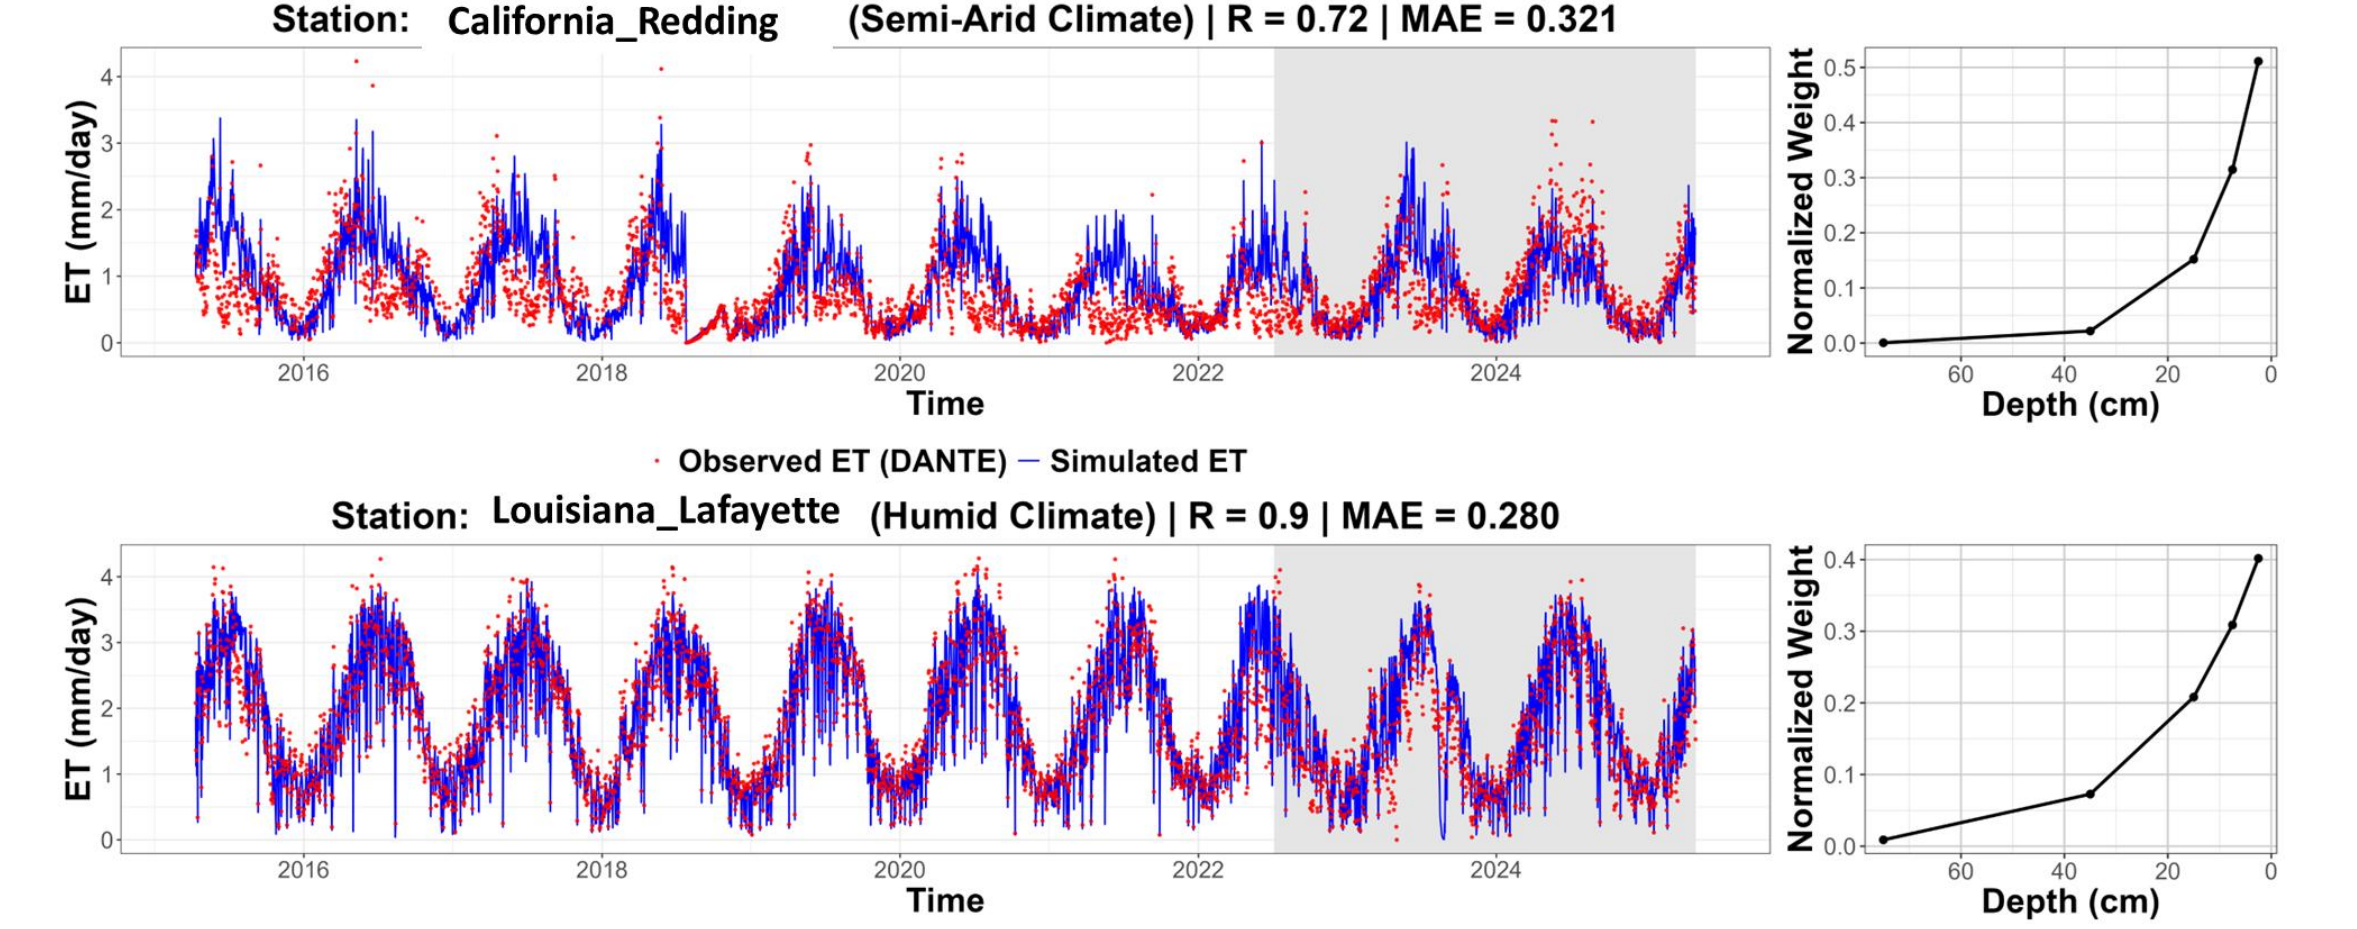 Station: California_Redding (Semi-Arid Climate) | R = 0.72 | MAE = 0.321
ET (mm/day)
4
3
2
1
0
2016 2018 2020 2022 2024
Time
Normalized Weight
0.5
0.4
0.3
0.2
0.1
0.0
60 40 20 0
Depth (cm)
Observed ET (DANTE) Simulated ET
Station: Louisiana_Lafayette (Humid Climate) | R = 0.9 | MAE = 0.280
ET (mm/day)
4
3
2
1
0
2016 2018 2020 2022 2024
Time
Normalized Weight
0.4
0.3
0.2
0.1
0.0
60 40 20 0
Depth (cm)